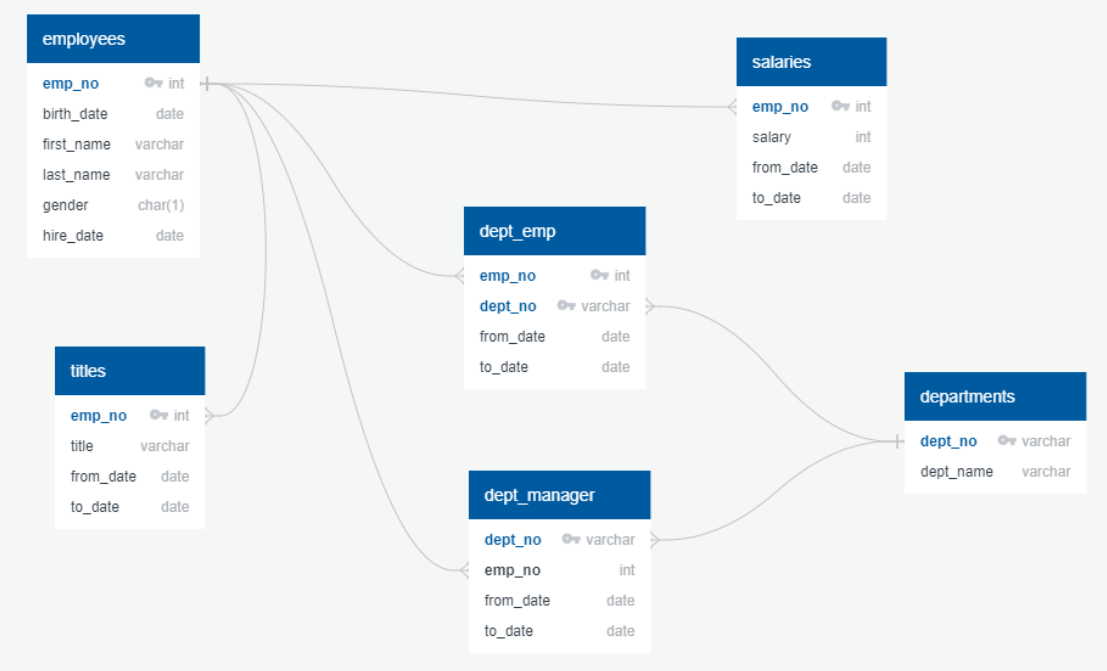 employees
emp_no int
birth_date date
first_name varchar
last_name varchar
gender char(1)
hire_date date
salaries
emp_no int
salary int
from_date date
to_date date
dept_emp
emp_no int
dept_no varchar
from_date date
to_date date
titles
emp_no int
title varchar
from_date date
to_date date
departments
dept_no varchar
dept_name varchar
dept_manager
dept_no varchar
emp_no int
from_date date
to_date date